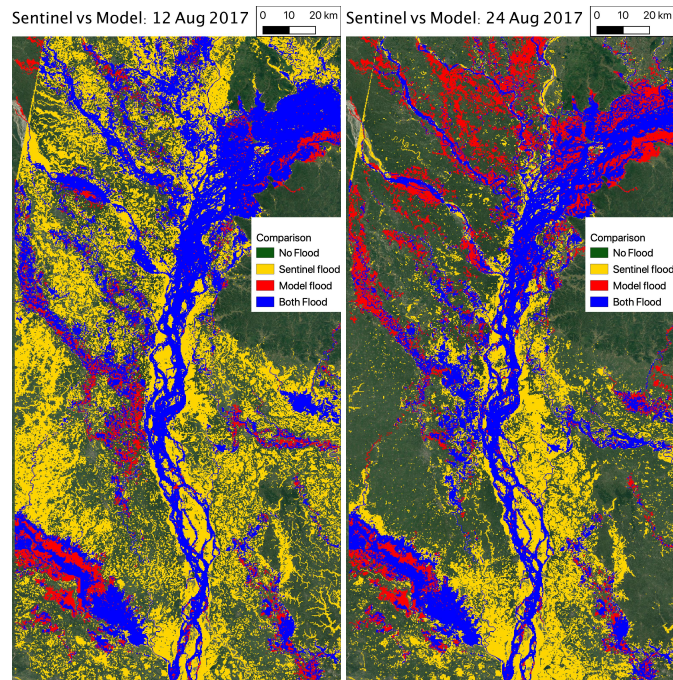 Sentinel vs Model: 12 Aug 2017
0 10 20 km
Comparison
No Flood
Sentinel flood
Model flood
Both Flood
Sentinel vs Model: 24 Aug 2017
0 10 20 km
Comparison
No Flood
Sentinel flood
Model flood
Both Flood